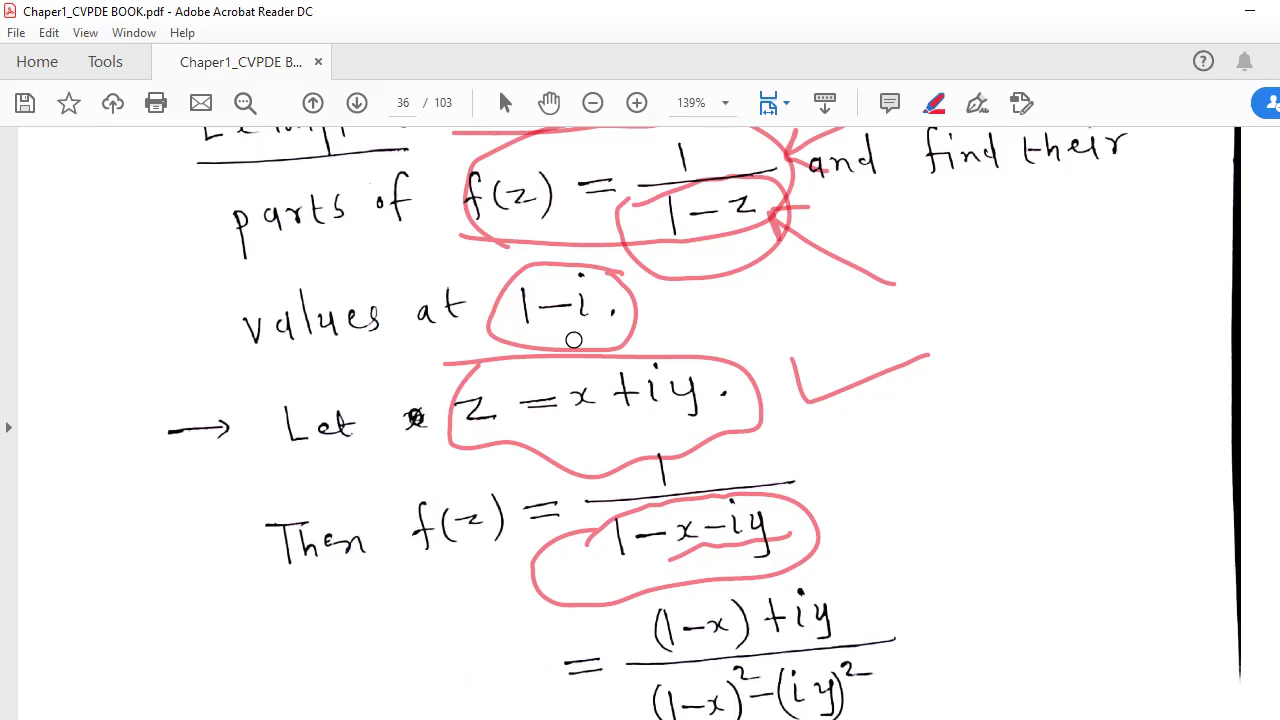 Chaper1_CVPDE BOOK.pdf - Adobe Acrobat Reader DC
File Edit View Window Help
Home Tools Chaper1_CVPDE B... ×
36 / 103 139%
parts of f(z) = 1/(1-z) and find their
values at 1-i.
→ Let z = x+iy.
Then f(z) = 1/(1-x-iy)
= ((1-x)+iy)/((1-x)²-(iy)²)